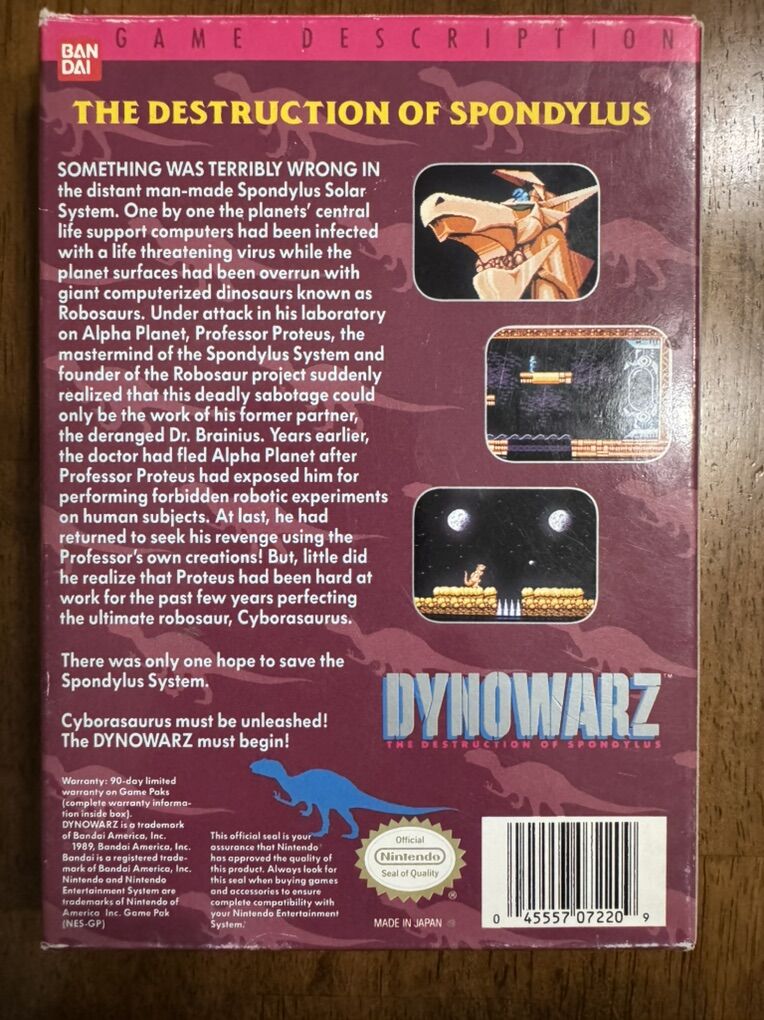 GAME DESCRIPTION
BAN
DAI
THE DESTRUCTION OF SPONDYLUS
SOMETHING WAS TERRIBLY WRONG IN
the distant man-made Spondylus Solar
System. One by one the planets’ central
life support computers had been infected
with a life threatening virus while the
planet surfaces had been overrun with
giant computerized dinosaurs known as
Robosaurs. Under attack in his laboratory
on Alpha Planet, Professor Proteus, the
mastermind of the Spondylus System and
founder of the Robosaur project suddenly
realized that this deadly sabotage could
only be the work of his former partner,
the deranged Dr. Brainius. Years earlier,
the doctor had fled Alpha Planet after
Professor Proteus had exposed him for
performing forbidden robotic experiments
on human subjects. At last, he had
returned to seek his revenge using the
Professor’s own creations! But, little did
he realize that Proteus had been hard at
work for the past few years perfecting
the ultimate robosaur, Cyborasaurus.
There was only one hope to save the
Spondylus System.
Cyborasaurus must be unleashed!
The DYNOWARZ must begin!
DYNOWARZ™
THE DESTRUCTION OF SPONDYLUS
Warranty: 90-day limited
warranty on Game Paks
(complete warranty informa-
tion inside box).
DYNOWARZ is a trademark
of Bandai America, Inc.
1989, Bandai America, Inc.
Bandai is a registered trade-
mark of Bandai America, Inc.
Nintendo and Nintendo
Entertainment System are
trademarks of Nintendo of
America Inc. Game Pak
(NES-GP)
This official seal is your
assurance that Nintendo
has approved the quality of
this product. Always look for
this seal when buying games
and accessories to ensure
complete compatibility with
your Nintendo Entertainment
System.
Official
Nintendo
Seal of Quality
®
MADE IN JAPAN
0 45557 07220 9